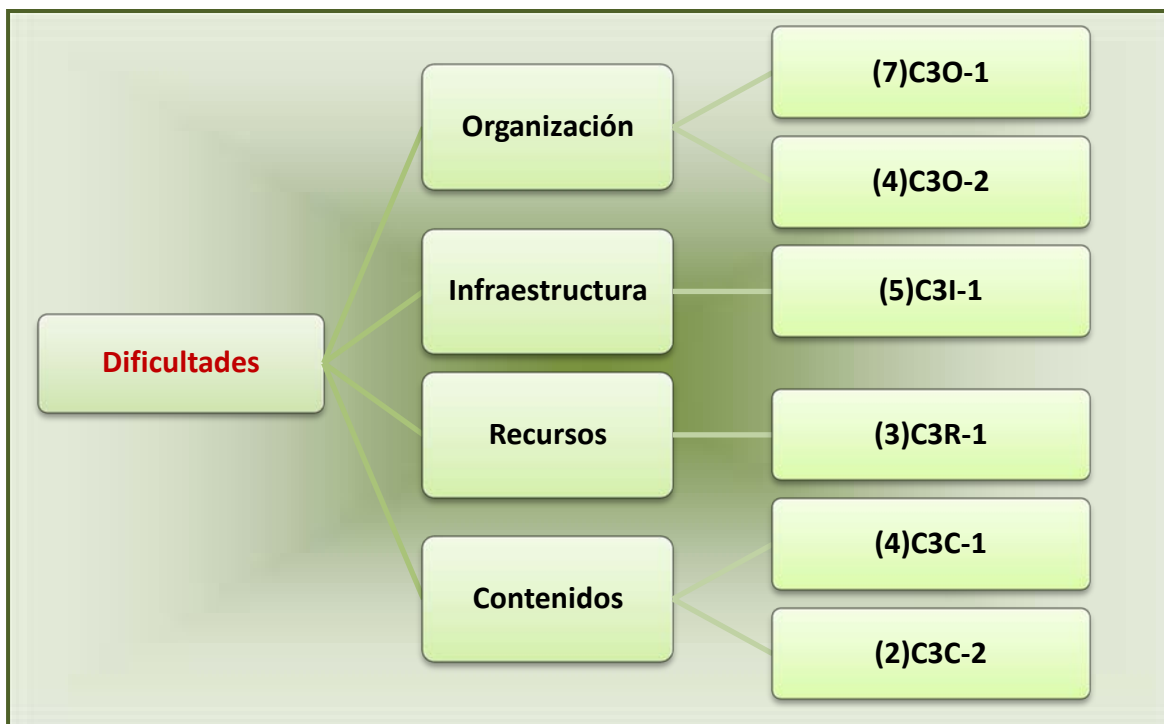 Dificultades
Organización
(7)C3O-1
(4)C3O-2
Infraestructura
(5)C3I-1
Recursos
(3)C3R-1
Contenidos
(4)C3C-1
(2)C3C-2